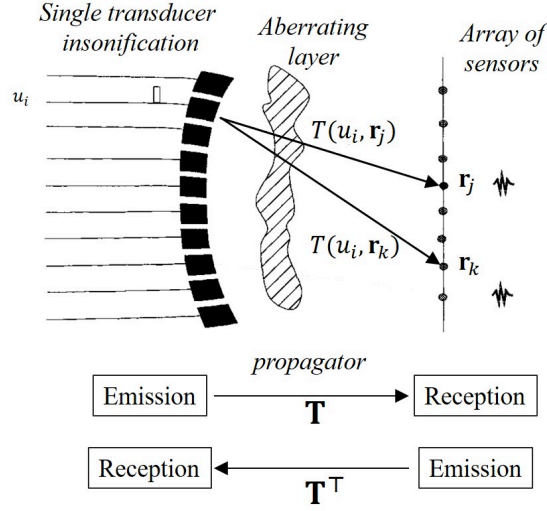 Single transducer
insonification
Aberrating
layer
Array of
sensors
u_i
T(u_i, r_j)
r_j
T(u_i, r_k)
r_k
propagator
Emission
T
Reception
Reception
T^⊤
Emission